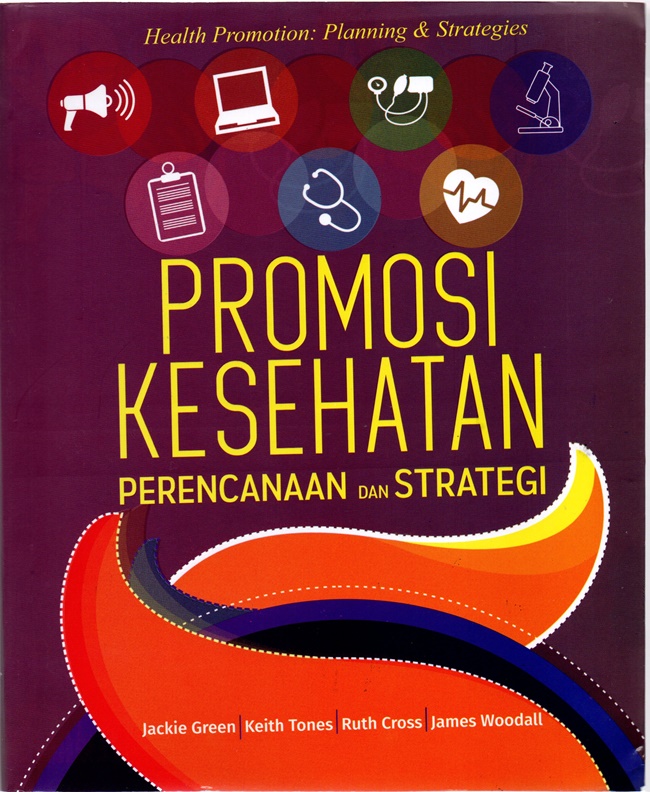 Health Promotion: Planning & Strategies
PROMOSI
KESEHATAN
PERENCANAAN DAN STRATEGI
Jackie Green | Keith Tones | Ruth Cross | James Woodall